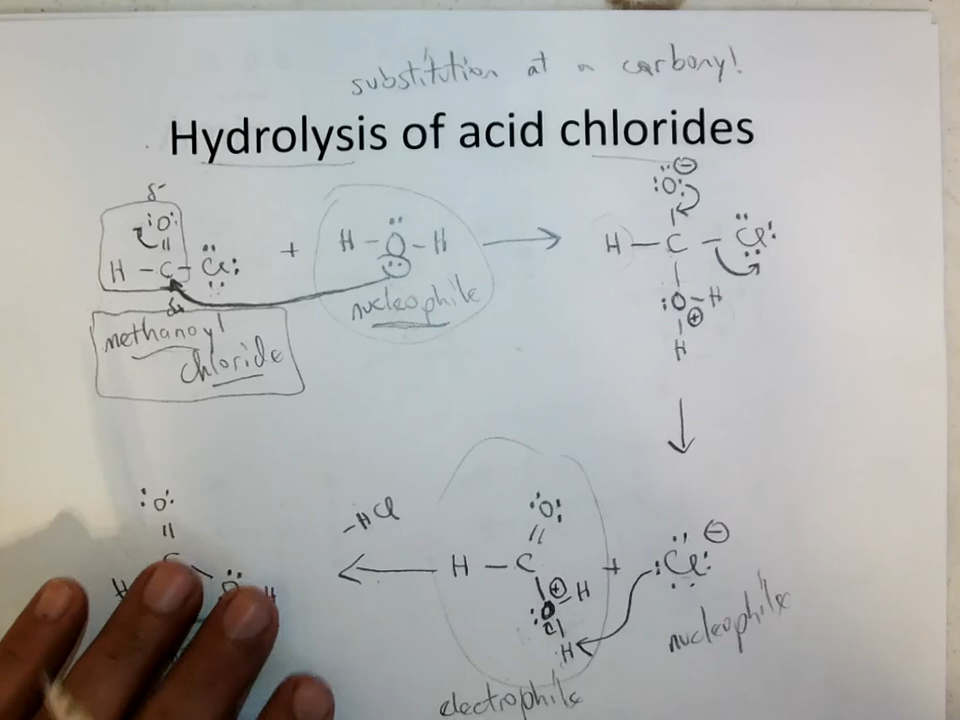 substitution at a carbonyl
Hydrolysis of acid chlorides
δ-
:O:
||
H - C - Cl:
δ+
+
H - O - H
nucleophile
methanoyl
chloride
⊖
:O:
|
H - C - Cl:
|
:O - H
⊕
|
H
:O:
||
H - C
|
⊕
:O - H
|
H
+
:Cl: ⊖
nucleophile
electrophile
-HCl
:O:
||
C
H
O
H